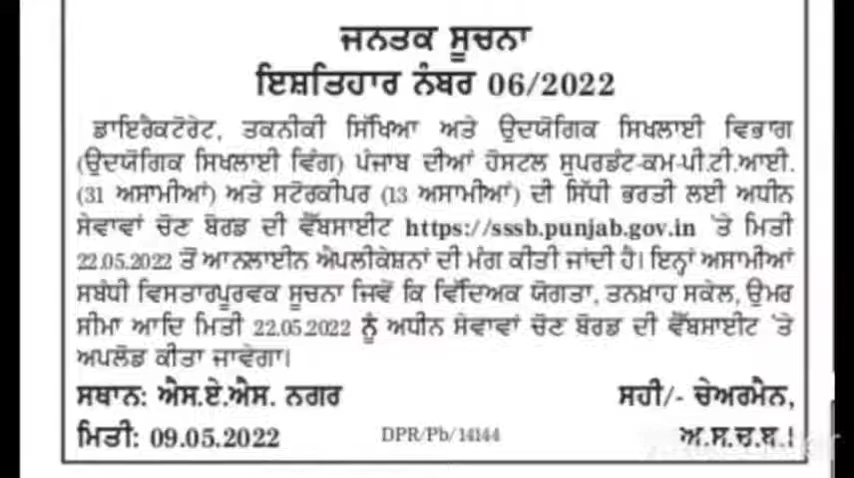 ਜਨਤਕ ਸੂਚਨਾ
ਇਸ਼ਤਿਹਾਰ ਨੰਬਰ 06/2022
ਡਾਇਰੈਕਟੋਰੇਟ, ਤਕਨੀਕੀ ਸਿੱਖਿਆ ਅਤੇ ਉਦਯੋਗਿਕ ਸਿਖਲਾਈ ਵਿਭਾਗ
(ਉਦਯੋਗਿਕ ਸਿਖਲਾਈ ਵਿੰਗ) ਪੰਜਾਬ ਦੀਆਂ ਹੋਸਟਲ ਸੁਪਰਡੰਟ-ਕਮ-ਪੀ.ਟੀ.ਆਈ.
(31 ਅਸਾਮੀਆਂ) ਅਤੇ ਸਟੋਰਕੀਪਰ (13 ਅਸਾਮੀਆਂ) ਦੀ ਸਿੱਧੀ ਭਰਤੀ ਲਈ ਅਧੀਨ
ਸੇਵਾਵਾਂ ਚੋਣ ਬੋਰਡ ਦੀ ਵੈੱਬਸਾਈਟ https://sssb.punjab.gov.in 'ਤੇ ਮਿਤੀ
22.05.2022 ਤੋਂ ਆਨਲਾਈਨ ਐਪਲੀਕੇਸ਼ਨਾਂ ਦੀ ਮੰਗ ਕੀਤੀ ਜਾਂਦੀ ਹੈ। ਇਨ੍ਹਾਂ ਅਸਾਮੀਆਂ
ਸਬੰਧੀ ਵਿਸਤਾਰਪੂਰਵਕ ਸੂਚਨਾ ਜਿਵੇਂ ਕਿ ਵਿੱਦਿਅਕ ਯੋਗਤਾ, ਤਨਖ਼ਾਹ ਸਕੇਲ, ਉਮਰ
ਸੀਮਾ ਆਦਿ ਮਿਤੀ 22.05.2022 ਨੂੰ ਅਧੀਨ ਸੇਵਾਵਾਂ ਚੋਣ ਬੋਰਡ ਦੀ ਵੈੱਬਸਾਈਟ 'ਤੇ
ਅਪਲੋਡ ਕੀਤਾ ਜਾਵੇਗਾ।
ਸਥਾਨ: ਐਸ.ਏ.ਐਸ. ਨਗਰ ਸਹੀ/- ਚੇਅਰਮੈਨ,
ਮਿਤੀ: 09.05.2022 DPR/Pb/14144 ਅ.ਸ.ਚ.ਬ.।